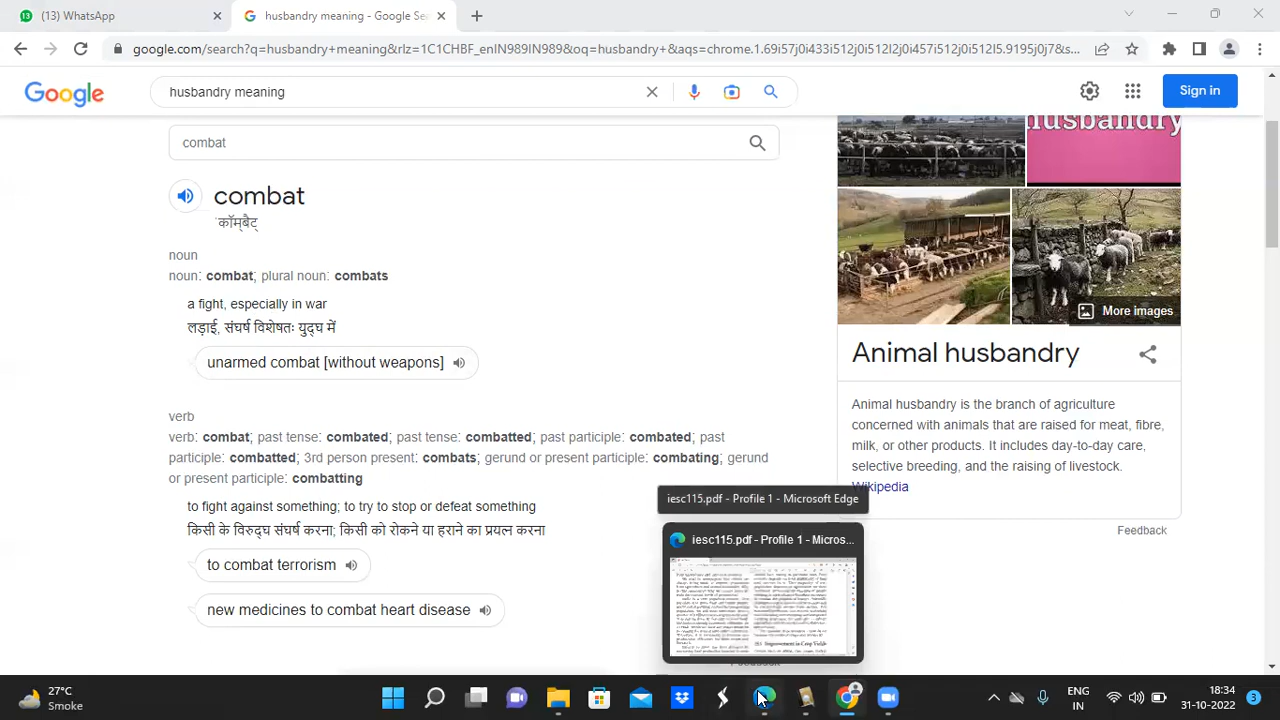 (13) WhatsApp
husbandry meaning - Google Se
google.com/search?q=husbandry+meaning&rlz=1C1CHBF_enIN989IN989&oq=husbandry+&aqs=chrome.1.69i57j0i433i512j0i512l2j0i457i512j0i512l5.9195j0j7&s...
Google
husbandry meaning
Sign in
combat
husbandry
combat
कॉम्‌बैट्‌
noun
noun: combat; plural noun: combats
a fight, especially in war
लड़ाई, संघर्ष विशेषतः युद्‌घ में
unarmed combat [without weapons]
More images
Animal husbandry
Animal husbandry is the branch of agriculture
concerned with animals that are raised for meat, fibre,
milk, or other products. It includes day-to-day care,
selective breeding, and the raising of livestock.
Wikipedia
Feedback
verb
verb: combat; past tense: combated; past tense: combatted; past participle: combated; past
participle: combatted; 3rd person present: combats; gerund or present participle: combating; gerund
or present participle: combatting
to fight against something; to try to stop or defeat something
किसी के विरुद्‌घ संघर्ष करना; किसी को रोकने या हराने का प्रयत्न करना
to combat terrorism
new medicines to combat heart disease
iesc115.pdf - Profile 1 - Microsoft Edge
iesc115.pdf - Profile 1 - Micros...
Improvement in Crop Yields
27°C
Smoke
ENG
IN
18:34
31-10-2022
3